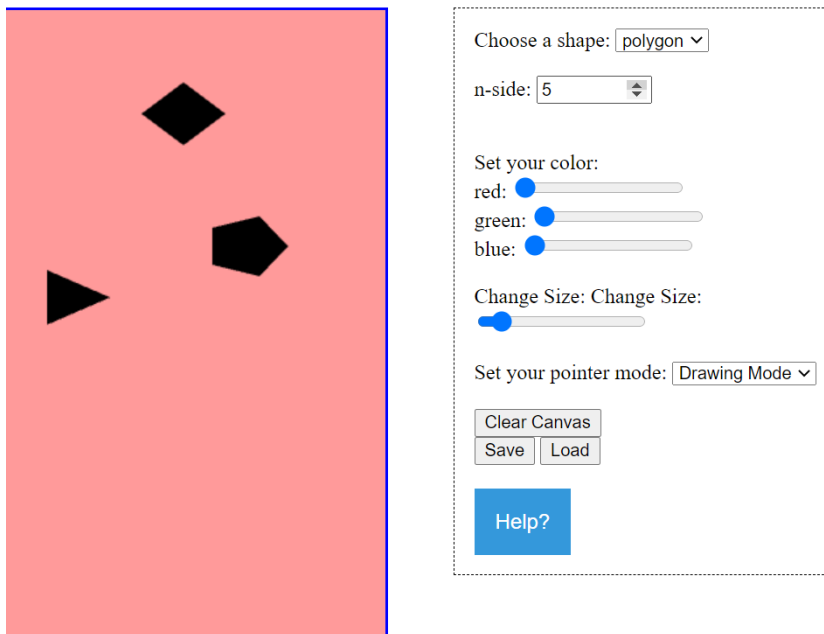 Choose a shape: polygon
n-side: 5
Set your color:
red:
green:
blue:
Change Size: Change Size:
Set your pointer mode: Drawing Mode
Clear Canvas
Save Load
Help?